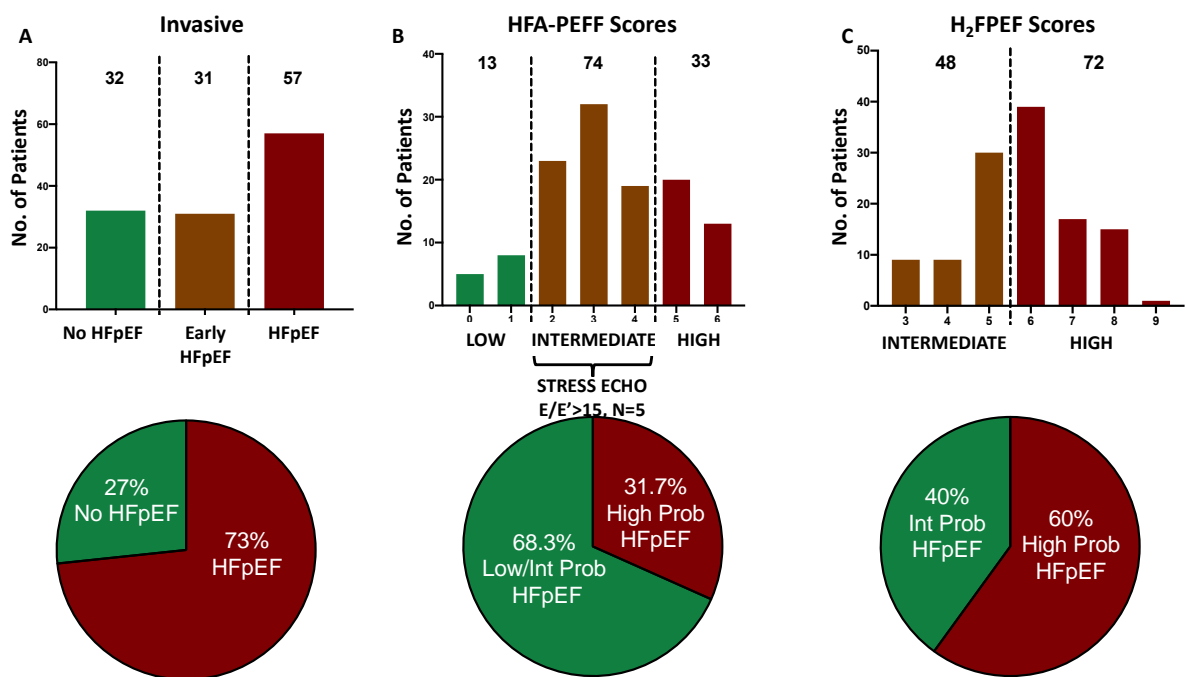 A
Invasive
No. of Patients
80
60
40
20
0
32
31
57
No HFpEF
Early
HFpEF
HFpEF
27%
No HFpEF
73%
HFpEF
B
HFA-PEFF Scores
No. of Patients
40
30
20
10
0
13
74
33
0 1 2 3 4 5 6
LOW
INTERMEDIATE
HIGH
STRESS ECHO
E/E'>15, N=5
31.7%
High Prob
HFpEF
68.3%
Low/Int Prob
HFpEF
C
H₂FPEF Scores
No. of Patients
50
40
30
20
10
0
48
72
3 4 5 6 7 8 9
INTERMEDIATE
HIGH
40%
Int Prob
HFpEF
60%
High Prob
HFpEF